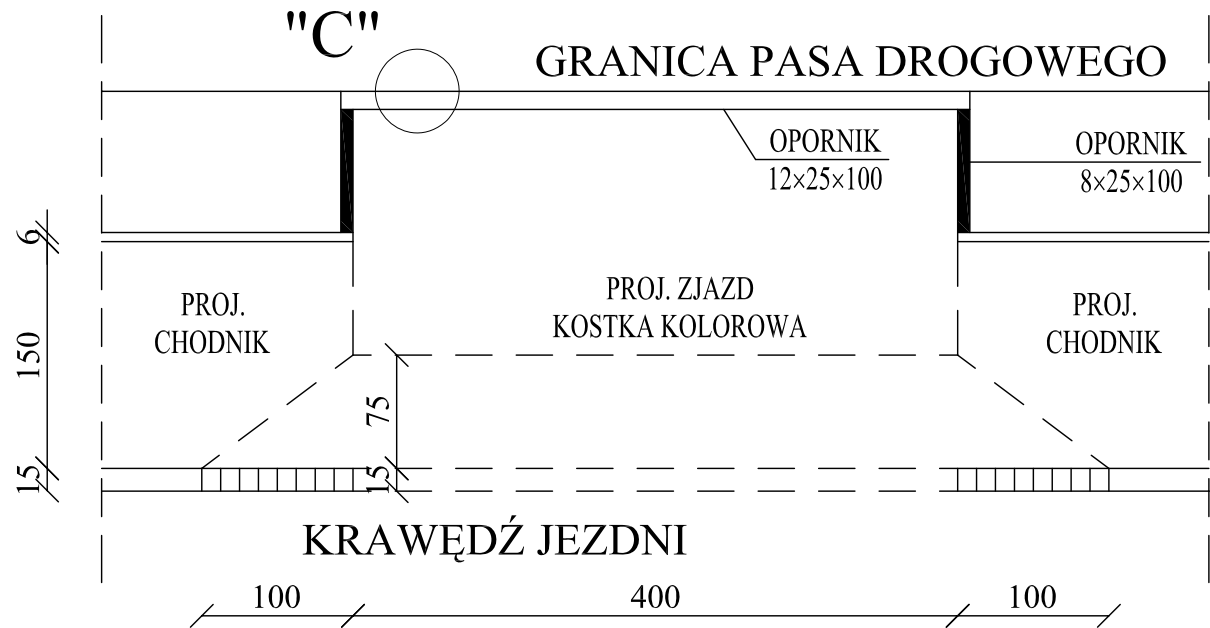 "C"
GRANICA PASA DROGOWEGO
OPORNIK
12×25×100
OPORNIK
8×25×100
6
PROJ.
CHODNIK
PROJ. ZJAZD
KOSTKA KOLOROWA
PROJ.
CHODNIK
150
75
15
15
KRAWĘDŹ JEZDNI
100
400
100